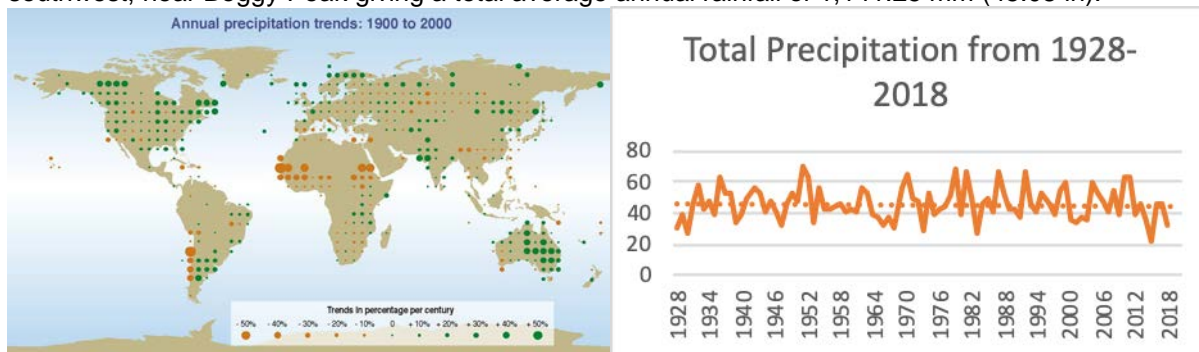 Annual precipitation trends: 1900 to 2000
Trends in percentage per century
- 50% - 40% - 30% - 20% - 10% 0 + 10% + 20% + 30% + 40% + 50%
Total Precipitation from 1928-
2018
80
60
40
20
0
1928 1934 1940 1946 1952 1958 1964 1970 1976 1982 1988 1994 2000 2006 2012 2018